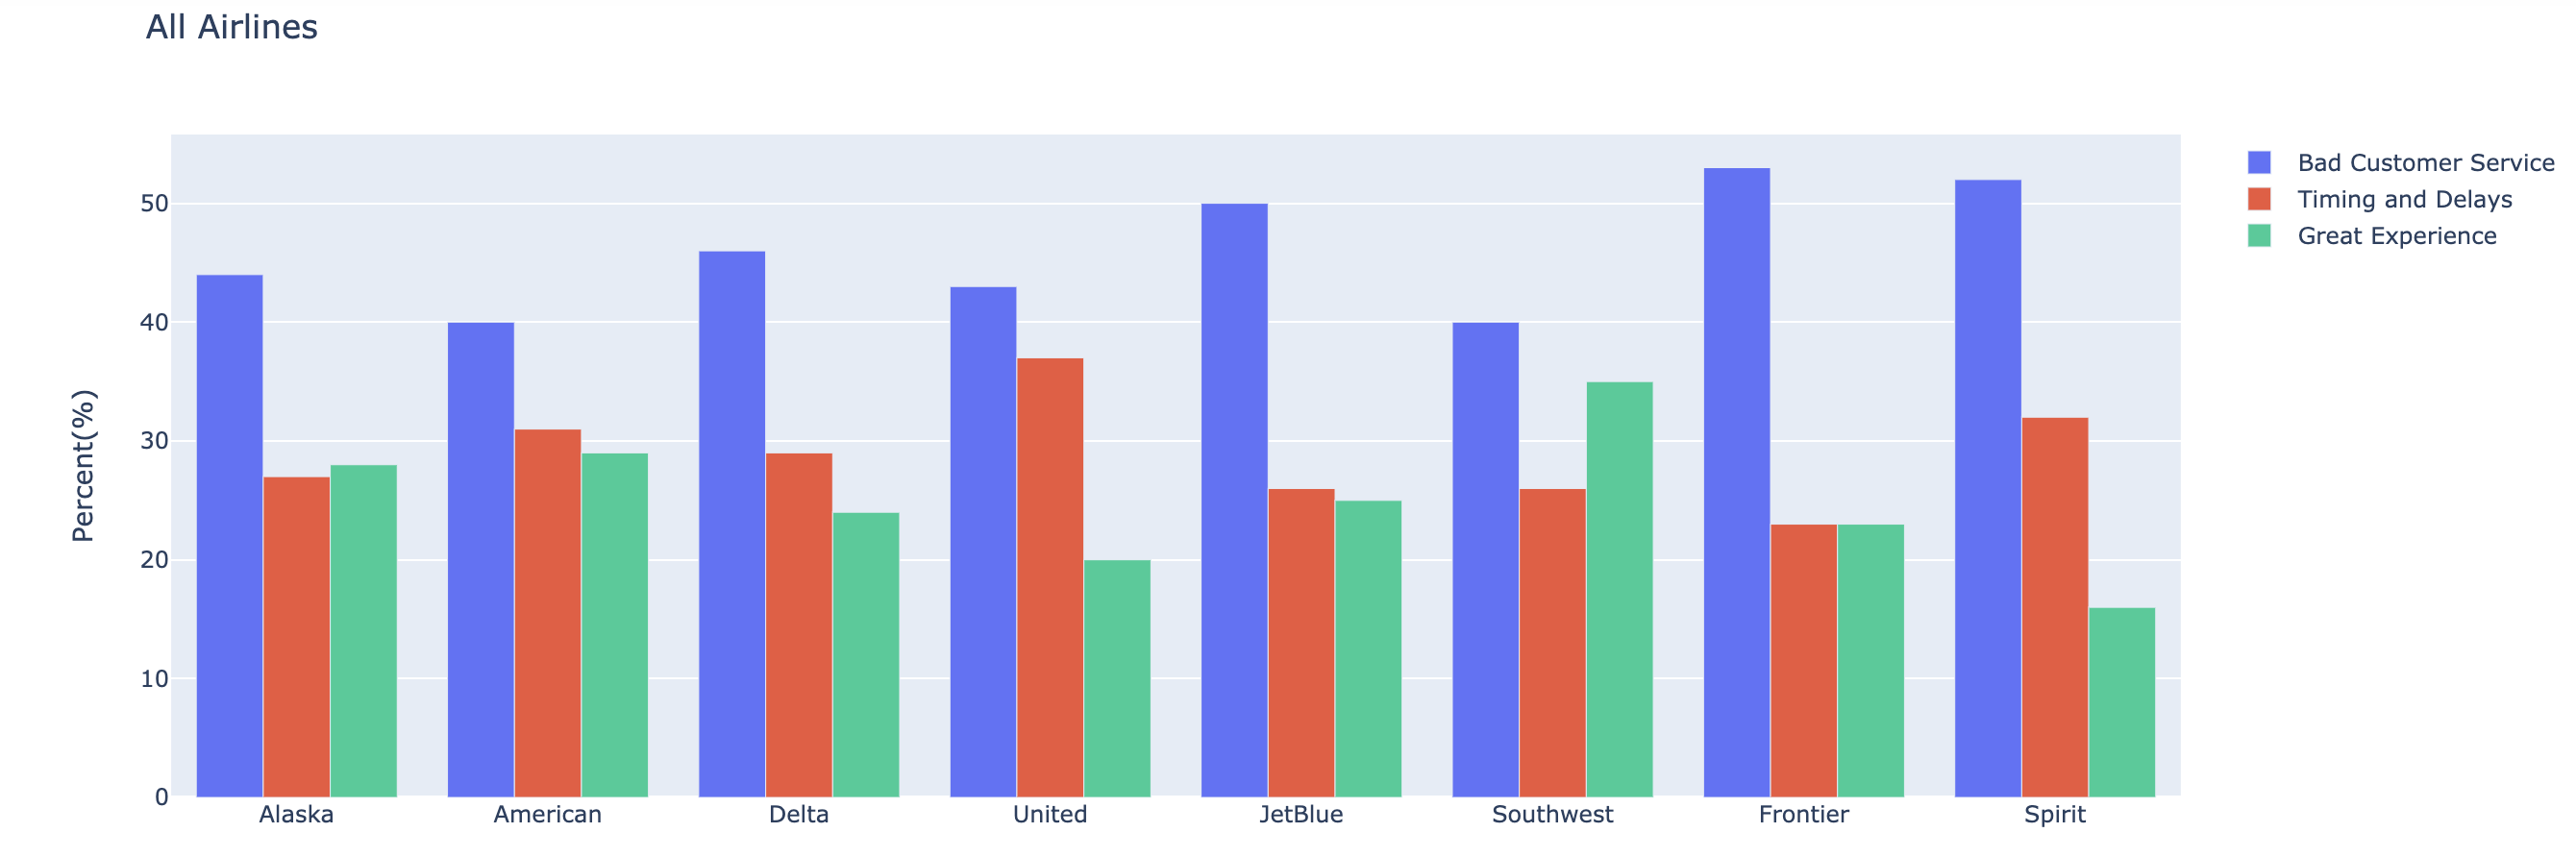 All Airlines
Percent(%)
50
40
30
20
10
0
Alaska American Delta United JetBlue Southwest Frontier Spirit
Bad Customer Service
Timing and Delays
Great Experience